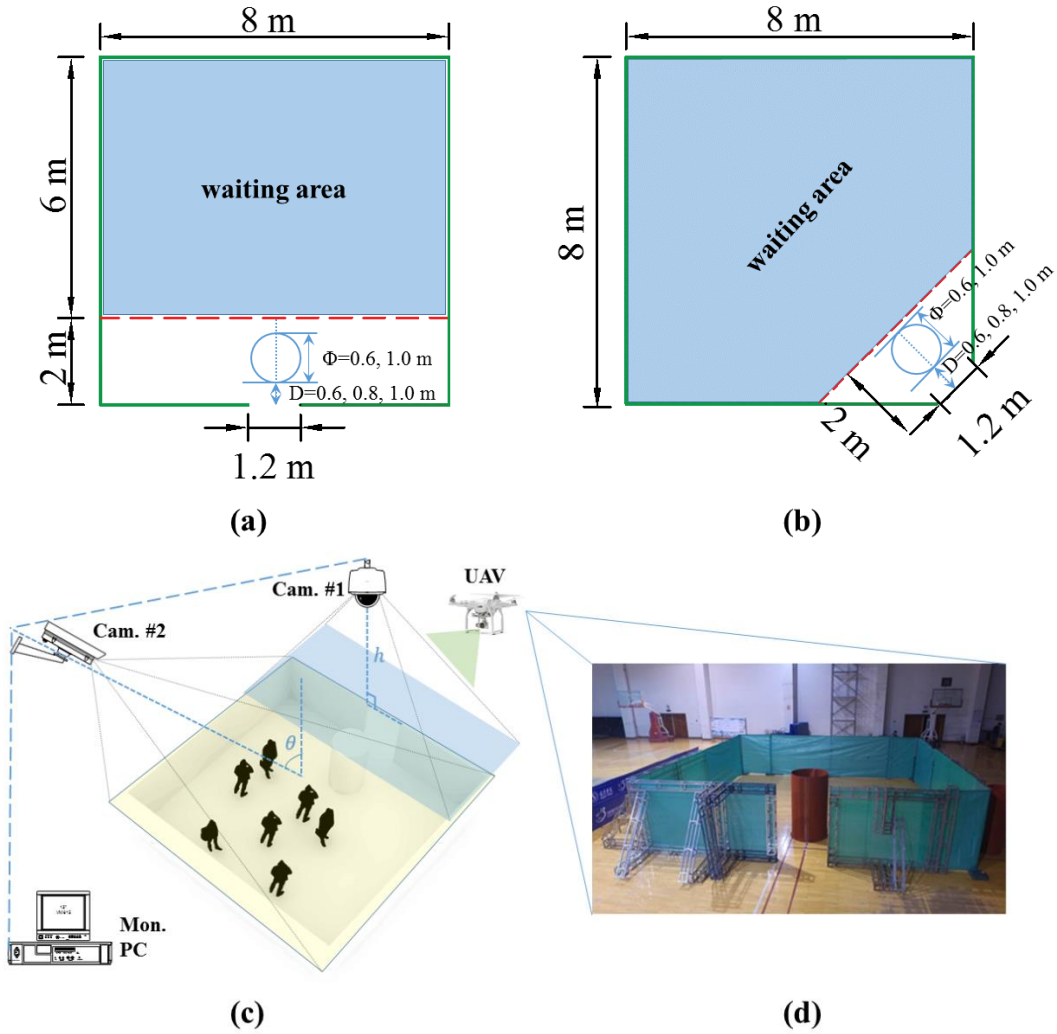 8 m
6 m
waiting area
2 m
Φ=0.6, 1.0 m
D=0.6, 0.8, 1.0 m
1.2 m
(a)
8 m
8 m
waiting area
Φ=0.6, 1.0 m
D=0.6, 0.8, 1.0 m
2 m
1.2 m
(b)
Cam. #1
UAV
Cam. #2
h
θ
Mon.
PC
(c)
(d)